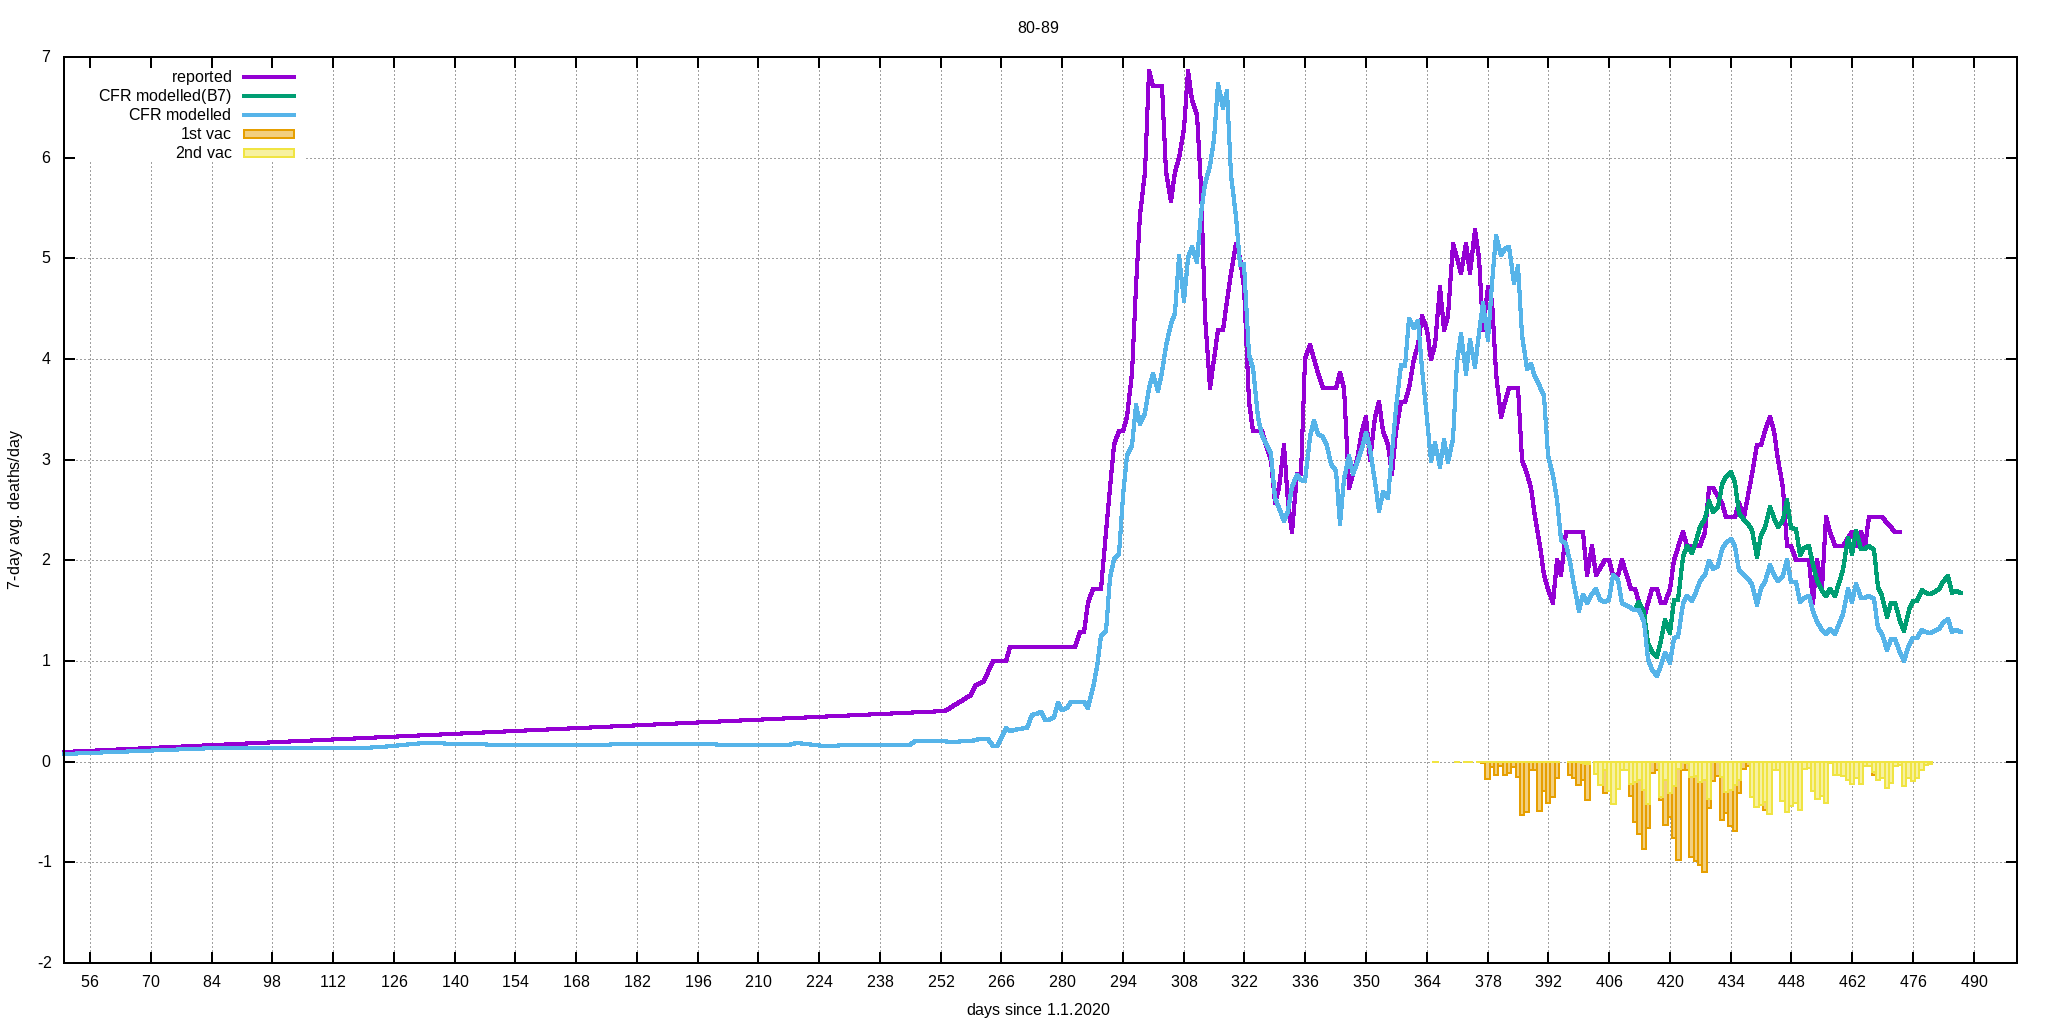 80-89
7
6
5
4
3
2
1
0
-1
-2
7-day avg. deaths/day
reported
CFR modelled(B7)
CFR modelled
1st vac
2nd vac
56 70 84 98 112 126 140 154 168 182 196 210 224 238 252 266 280 294 308 322 336 350 364 378 392 406 420 434 448 462 476 490
days since 1.1.2020